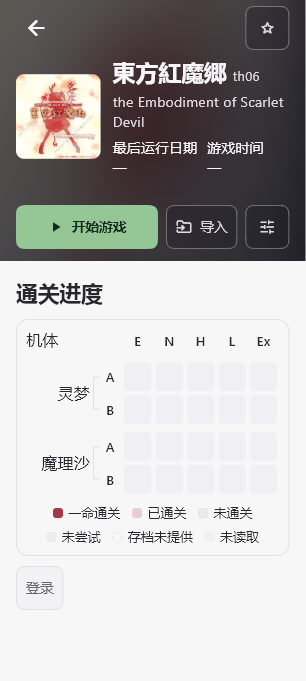 東方紅魔郷 th06
the Embodiment of Scarlet
Devil
最后运行日期 游戏时间
— —
开始游戏 导入
通关进度
机体 E N H L Ex
A
灵梦
B
A
魔理沙
B
一命通关 已通关 未通关
未尝试 存档未提供 未读取
登录